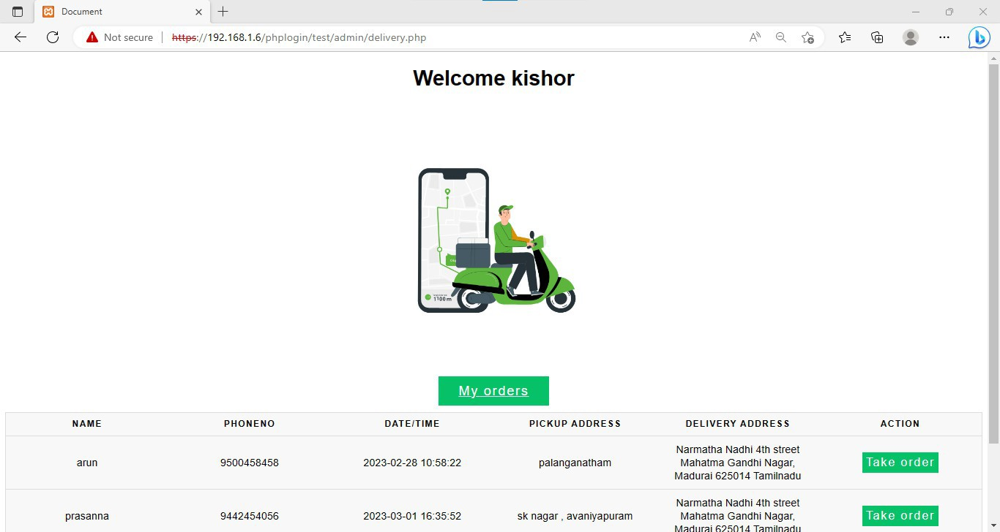 Document
Not secure
https://192.168.1.6/phplogin/test/admin/delivery.php
Welcome kishor
1100 m
My orders
NAME PHONENO DATE/TIME PICKUP ADDRESS DELIVERY ADDRESS ACTION
arun 9500458458 2023-02-28 10:58:22 palanganatham Narmatha Nadhi 4th street Take order
Mahatma Gandhi Nagar,
Madurai 625014 Tamilnadu
prasanna 9442454056 2023-03-01 16:35:52 sk nagar , avaniyapuram Narmatha Nadhi 4th street Take order
Mahatma Gandhi Nagar,
Madurai 625014 Tamilnadu